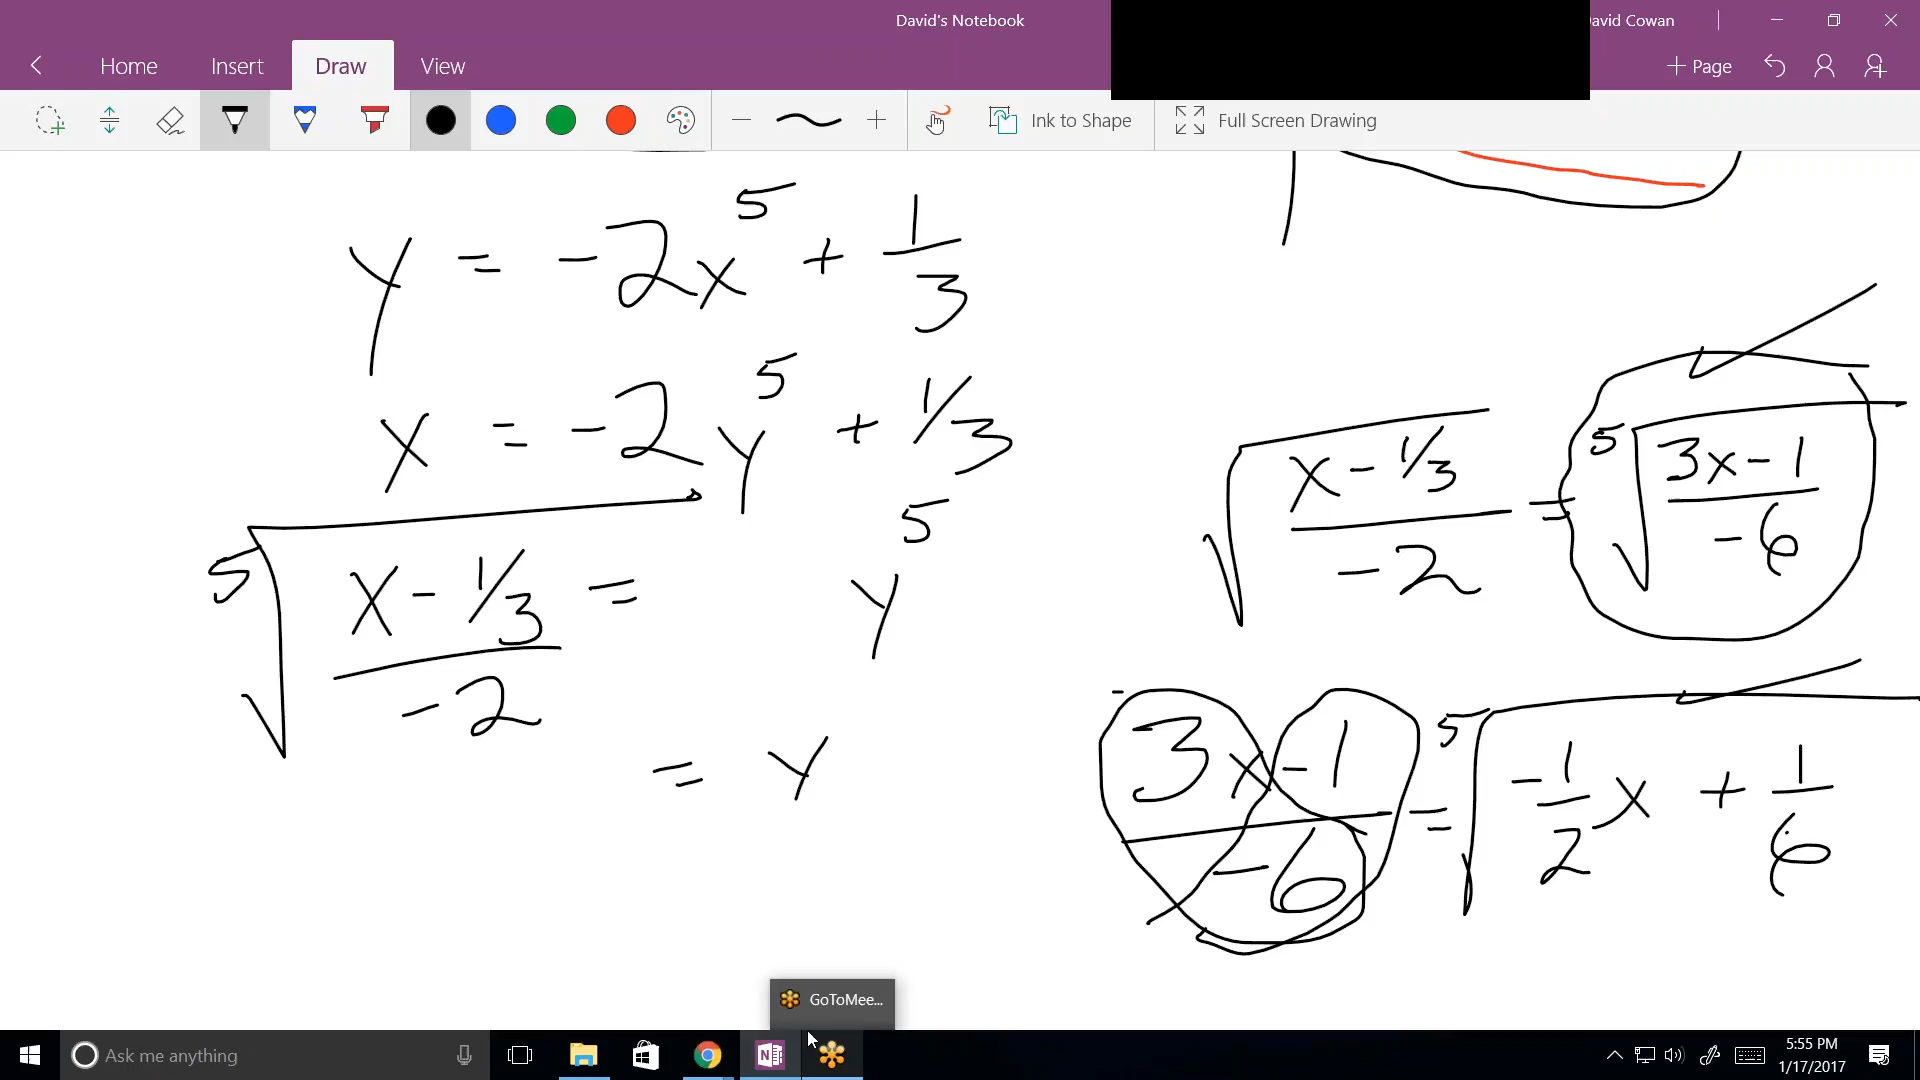 David's Notebook
avid Cowan
Home Insert Draw View
+ Page
Ink to Shape
Full Screen Drawing
y = -2x^5 + 1/3
x = -2y^5 + 1/3
5√((x - 1/3)/-2) = y^5
= y
√((x - 1/3)/-2) = 5√((3x - 1)/-6)
(3x - 1)/-6 = 5√(-1/2 x + 1/6)
GoToMee...
Ask me anything
5:55 PM
1/17/2017